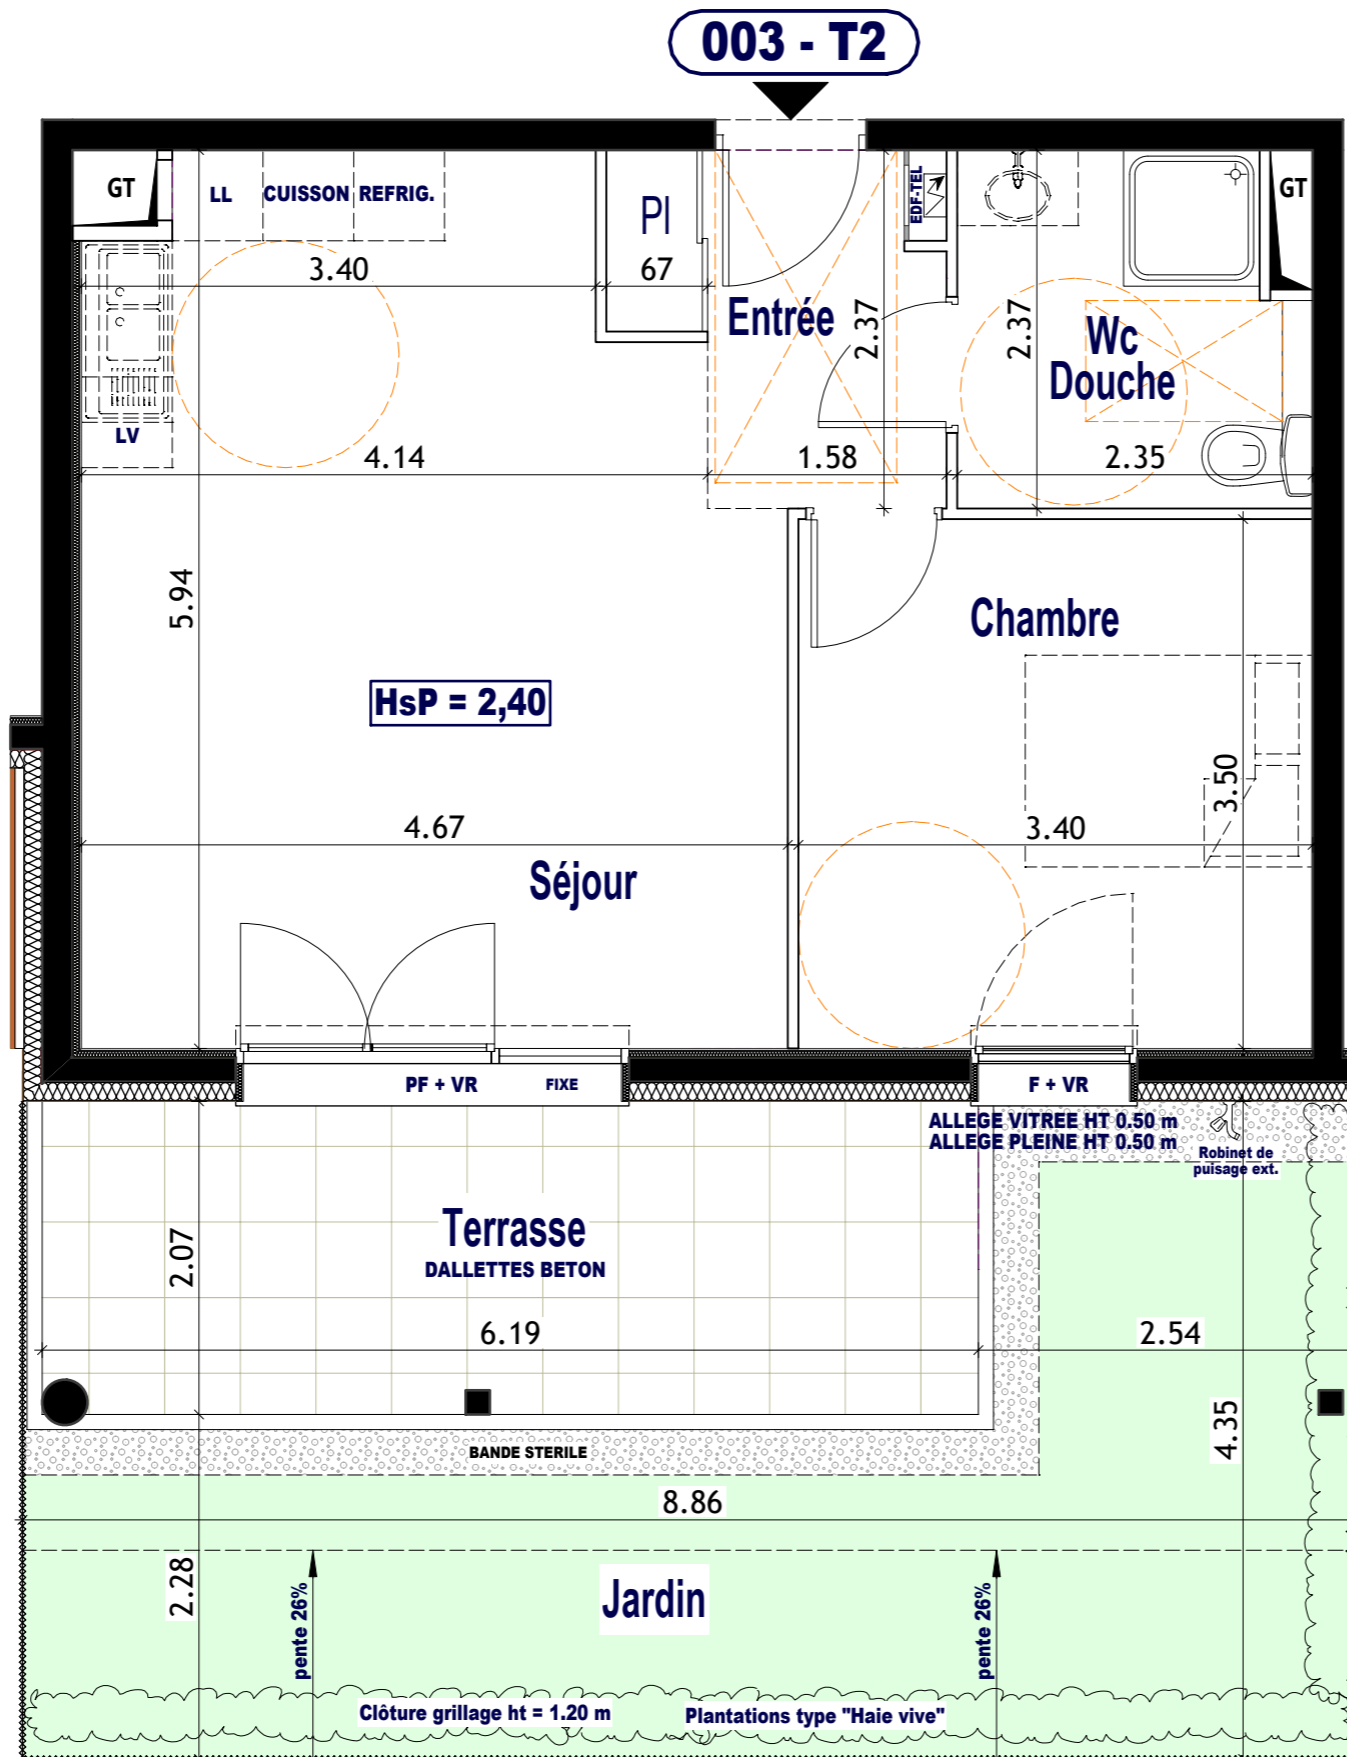 003 - T2
GT
LL
CUISSON
REFRIG.
PI
EDF-TEL
GT
3.40
67
Entrée
2.37
2.37
Wc
Douche
LV
4.14
1.58
2.35
5.94
Chambre
HsP = 2,40
3.50
4.67
3.40
Séjour
PF + VR
FIXE
F + VR
ALLEGE VITREE HT 0.50 m
ALLEGE PLEINE HT 0.50 m
Robinet de
puisage ext.
Terrasse
DALLETTES BETON
2.07
6.19
2.54
4.35
BANDE STERILE
8.86
2.28
Jardin
pente 26%
pente 26%
Clôture grillage ht = 1.20 m
Plantations type "Haie vive"